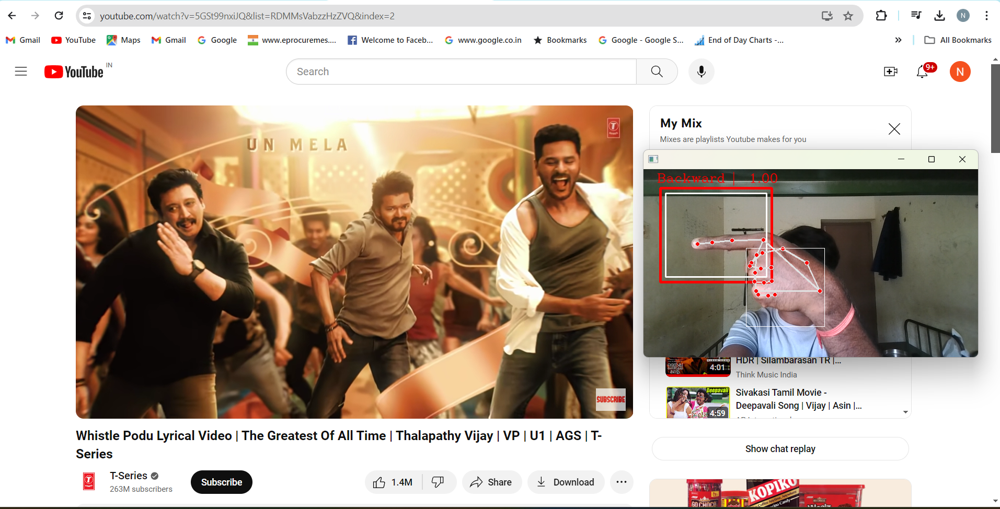 youtube.com/watch?v=5GSt99nxiJQ&list=RDMMsVabzzHzZVQ&index=2
N
Gmail
YouTube
Maps
Gmail
Google
www.eprocuremes....
Welcome to Faceb...
www.google.co.in
Bookmarks
Google - Google S...
End of Day Charts -...
All Bookmarks
YouTube IN
Search
9+
N
UN MELA
T
SUBSCRIBE
My Mix
Mixes are playlists Youtube makes for you
Backward | 1.00
4:01
HDR | Silambarasan TR |...
Think Music India
Deepavali
4:59
Sivakasi Tamil Movie -
Deepavali Song | Vijay | Asin |...
Whistle Podu Lyrical Video | The Greatest Of All Time | Thalapathy Vijay | VP | U1 | AGS | T-
Series
T-Series
263M subscribers
Subscribe
1.4M
Share
Download
Show chat replay
KOPIKO
GO CHOCO